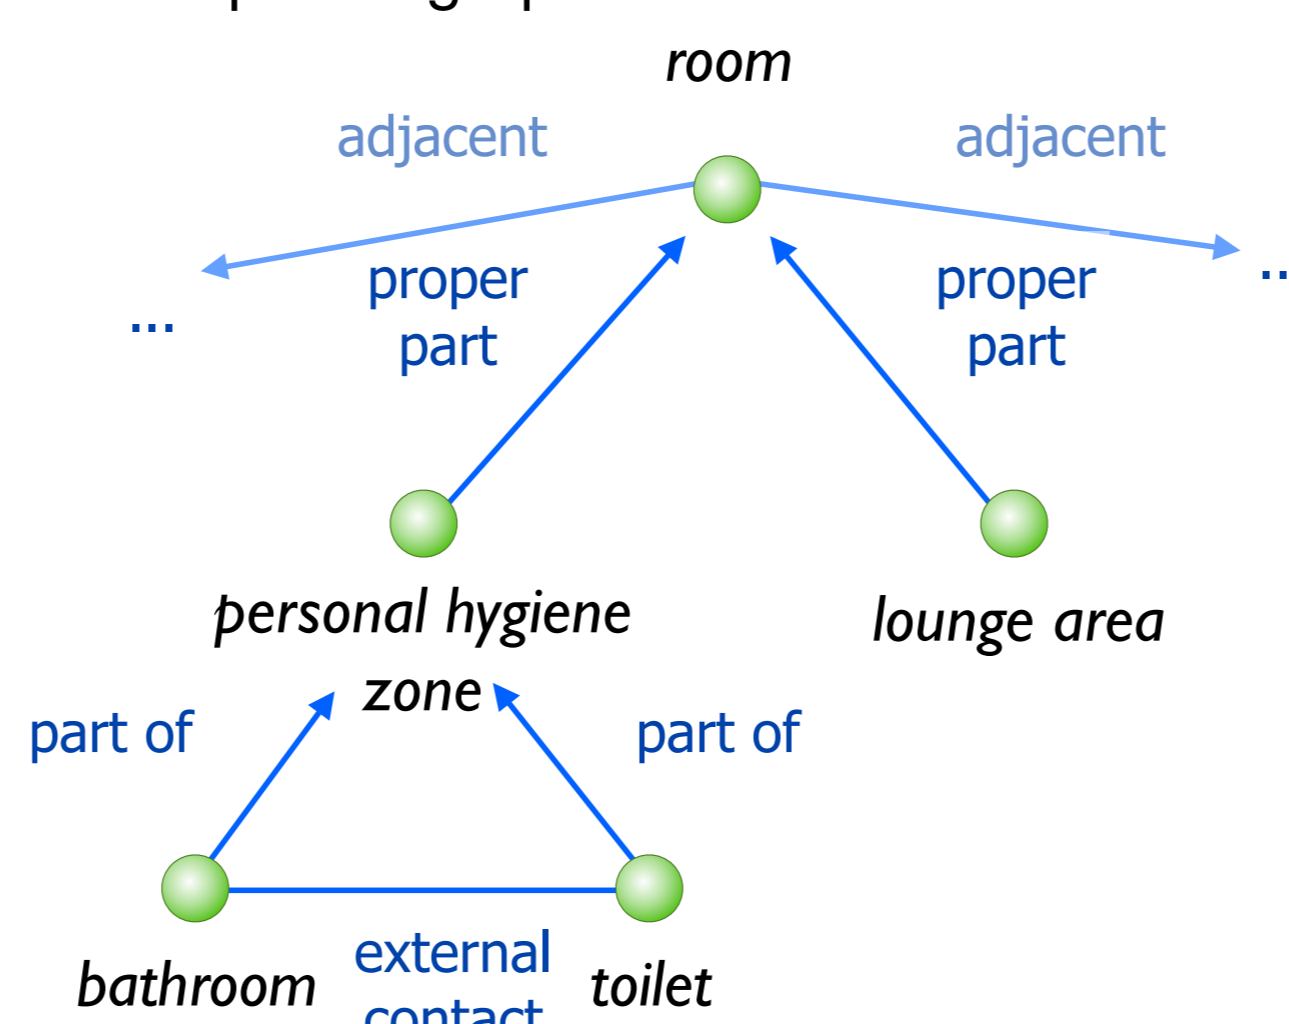 room
adjacent adjacent
proper proper
part part
... ..
personal hygiene
zone
lounge area
part of part of
bathroom external toilet
contact